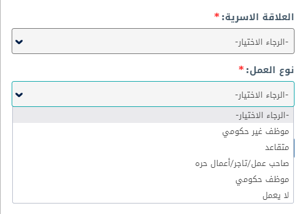 العلاقة الاسرية: *
-الرجاء الاختيار-
نوع العمل: *
-الرجاء الاختيار-
-الرجاء الاختيار-
موظف غير حكومي
متقاعد
صاحب عمل/تاجر/أعمال حره
موظف حكومي
لا يعمل